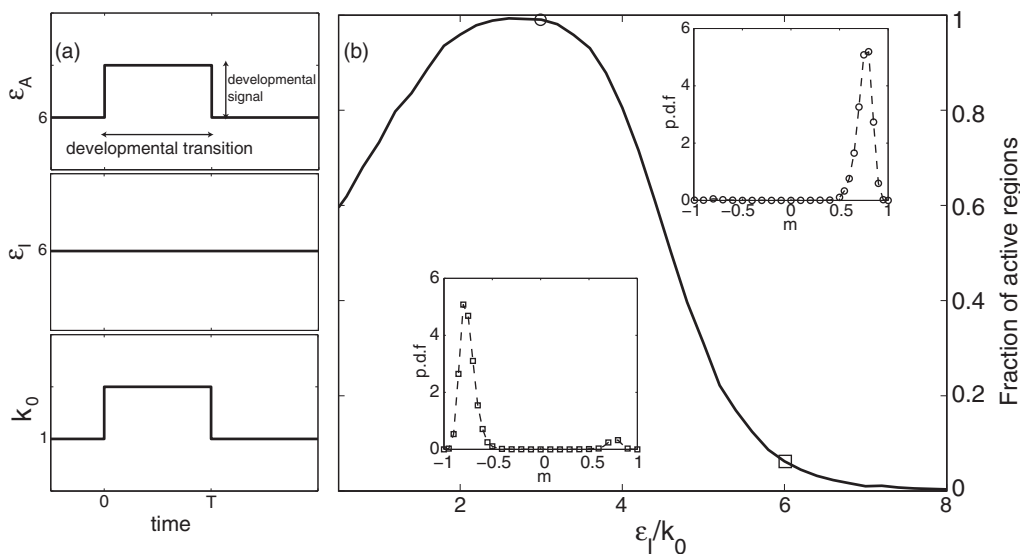 (a)
ε_A
6
developmental
signal
developmental transition
ε_I
6
k_0
1
0
T
time
(b)
6
4
2
0
p.d.f
−1
−0.5
0
0.5
1
m
6
4
2
0
p.d.f
−1
−0.5
0
0.5
1
m
1
0.8
0.6
0.4
0.2
0
Fraction of active regions
2
4
6
8
ε_I/k_0